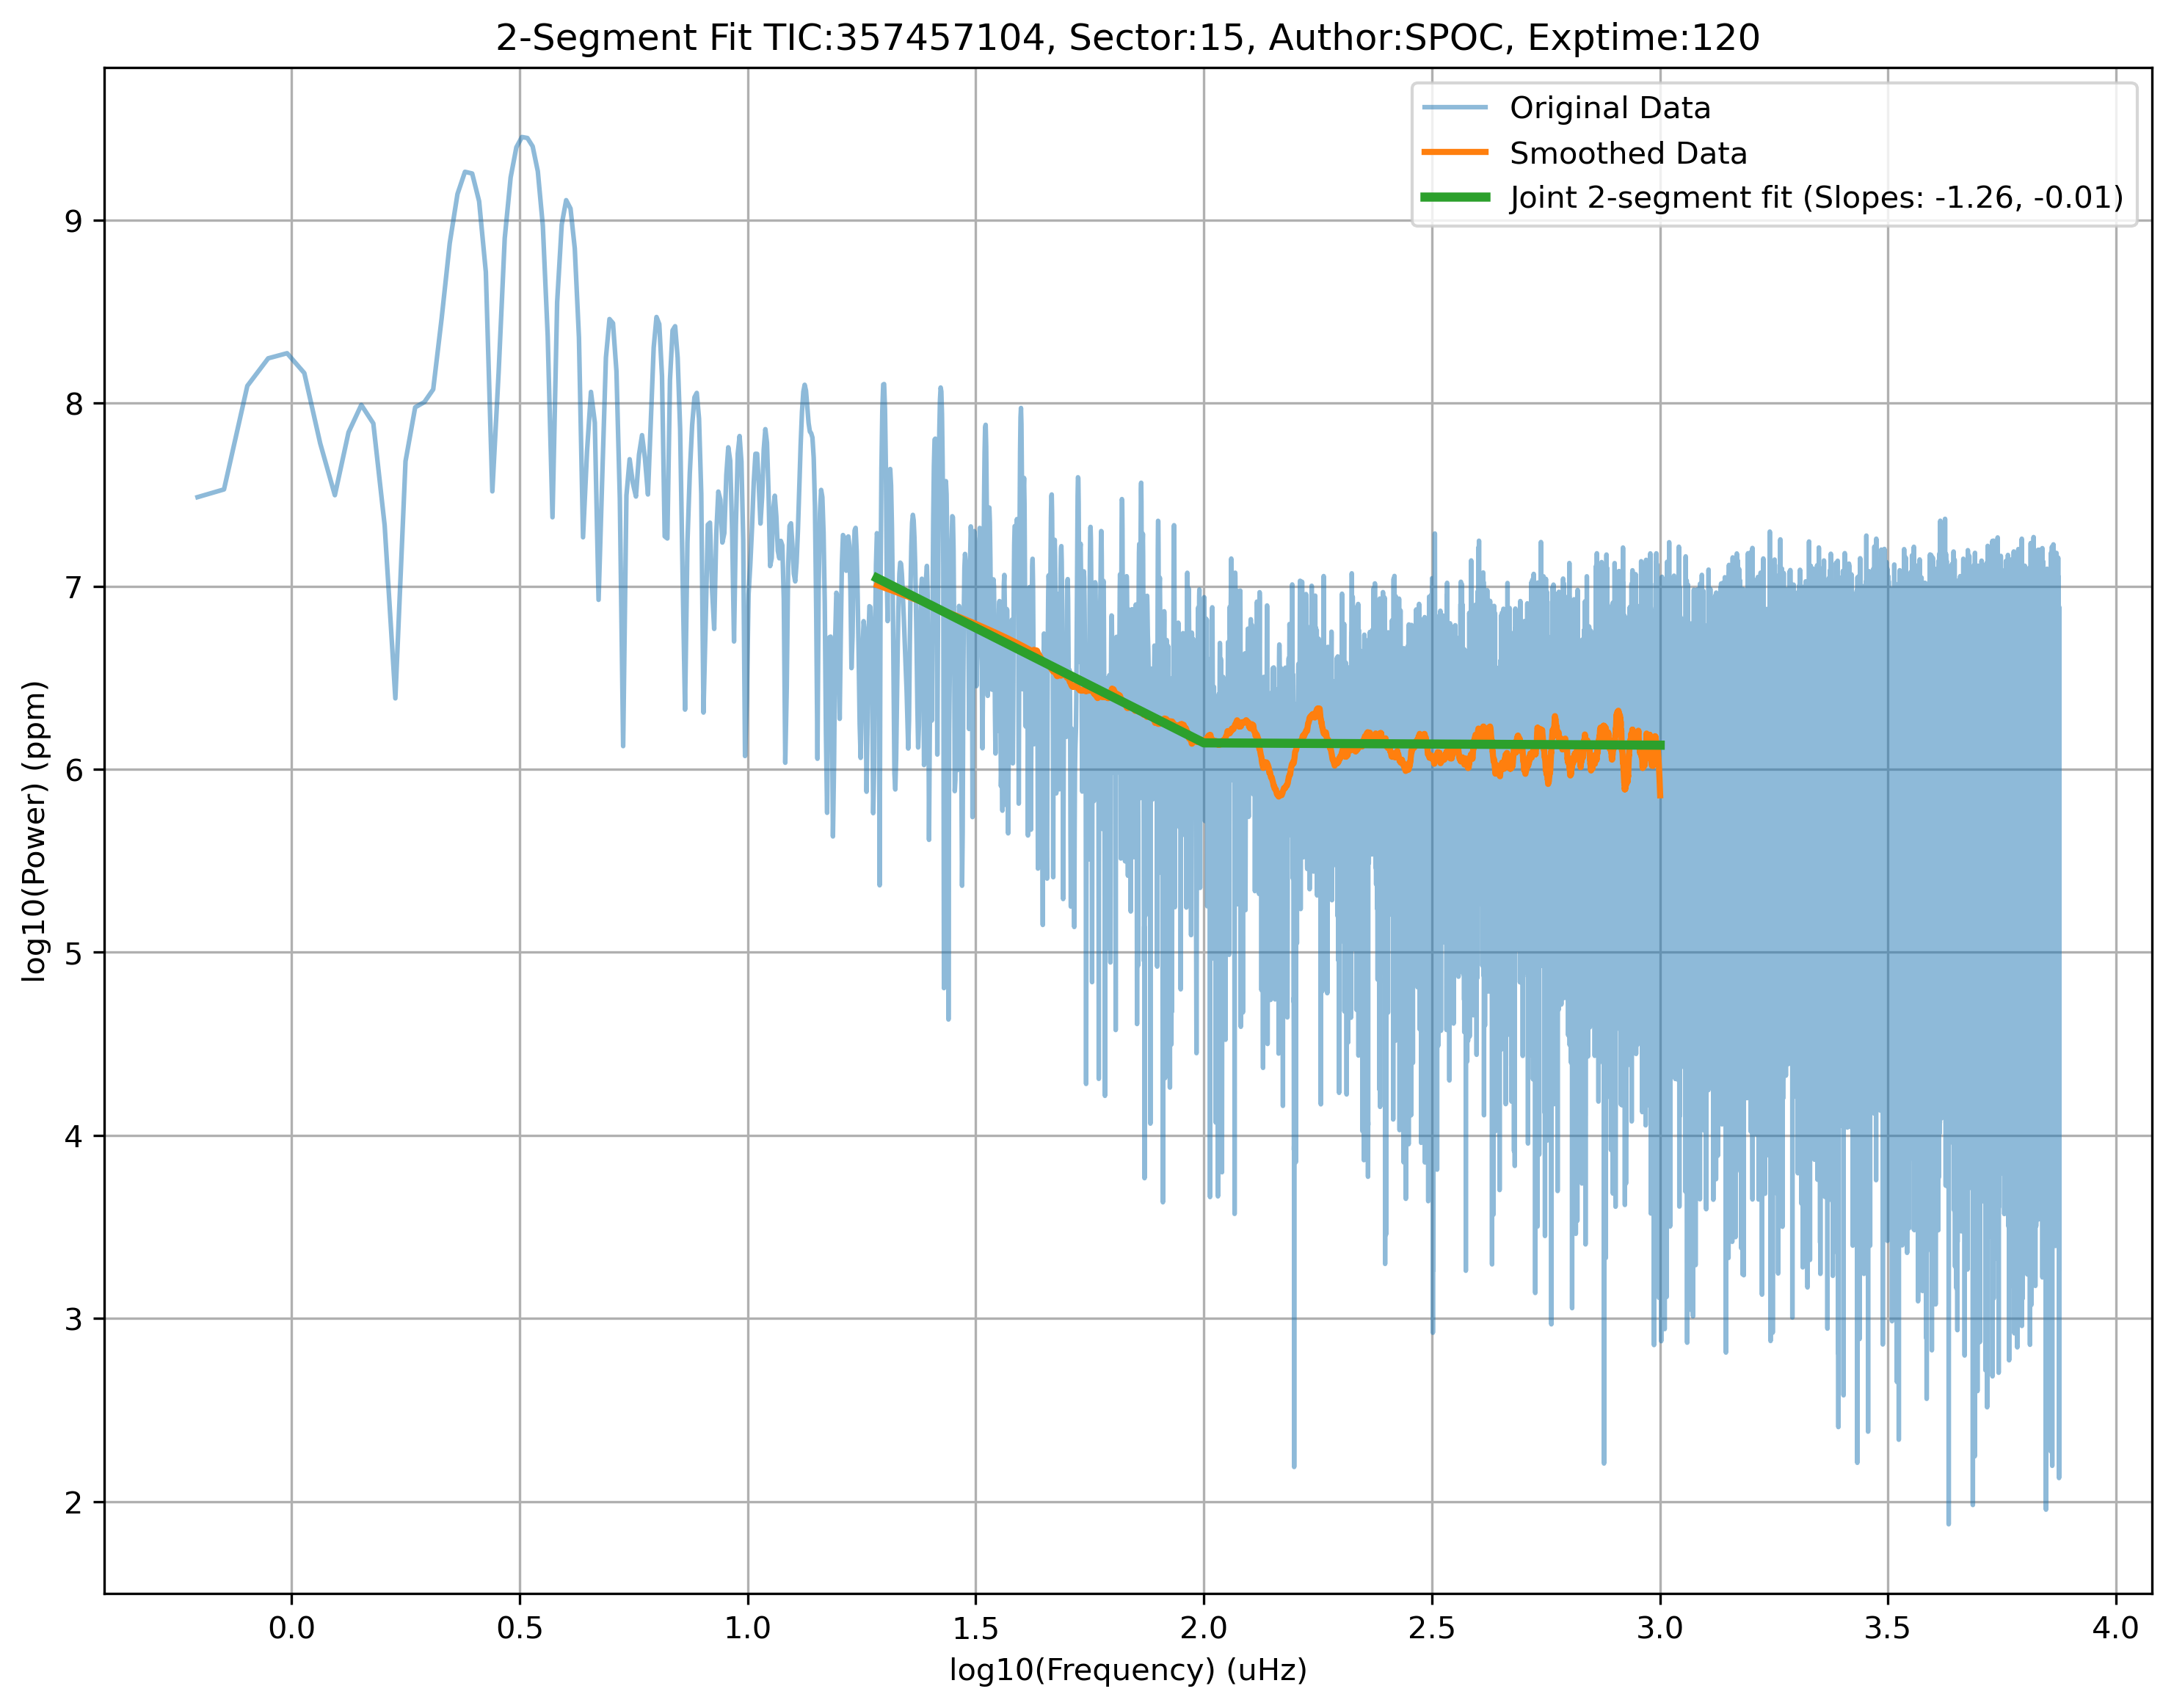 2-Segment Fit TIC:357457104, Sector:15, Author:SPOC, Exptime:120
Original Data
Smoothed Data
Joint 2-segment fit (Slopes: -1.26, -0.01)
log10(Power) (ppm)
9
8
7
6
5
4
3
2
0.0 0.5 1.0 1.5 2.0 2.5 3.0 3.5 4.0
log10(Frequency) (uHz)